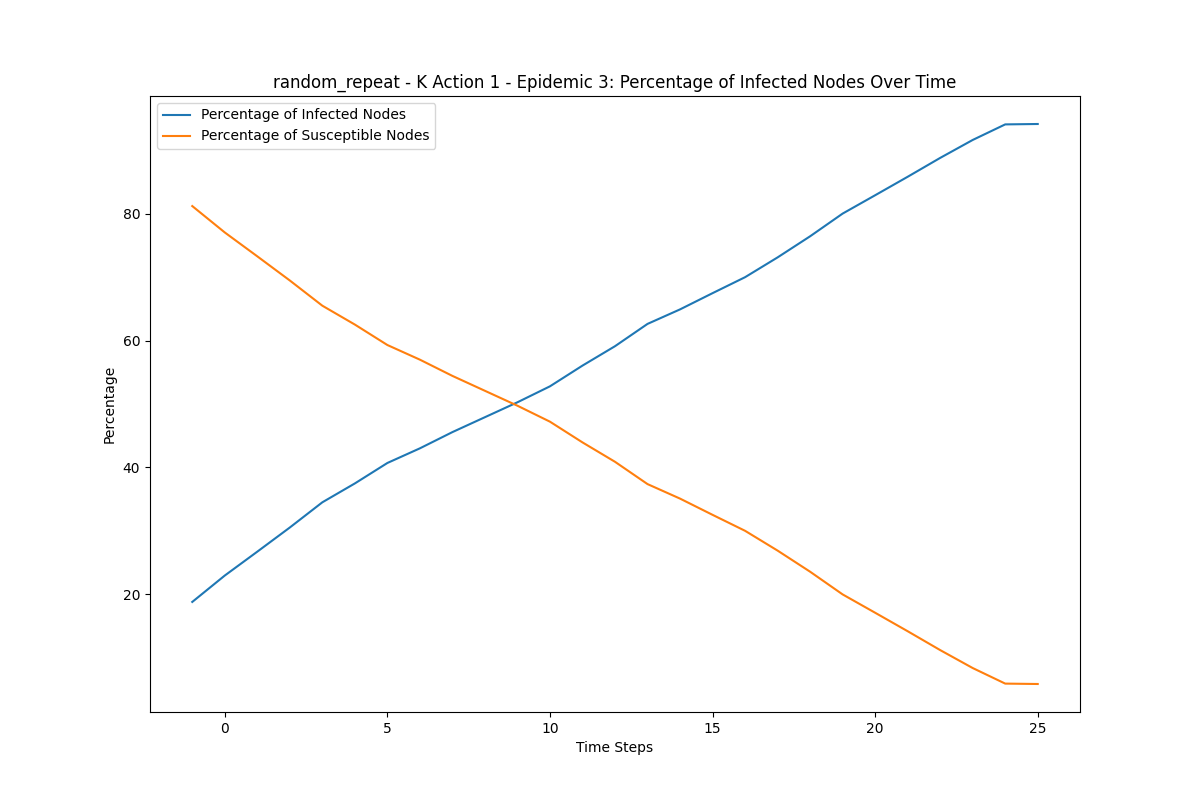 random_repeat - K Action 1 - Epidemic 3: Percentage of Infected Nodes Over Time
Percentage of Infected Nodes
Percentage of Susceptible Nodes
Percentage
80
60
40
20
0 5 10 15 20 25
Time Steps